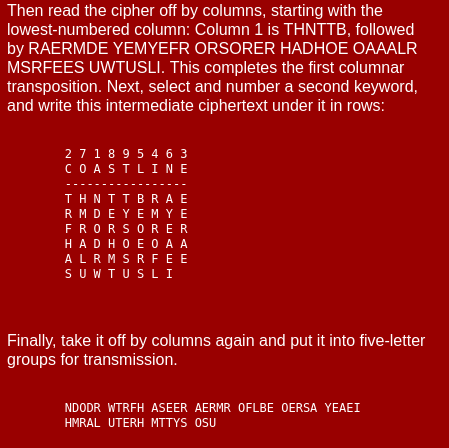 Then read the cipher off by columns, starting with the
lowest-numbered column: Column 1 is THNTTB, followed
by RAERMDE YEMYEFR ORSORER HADHOE OAAALR
MSRFEES UWTUSLI. This completes the first columnar
transposition. Next, select and number a second keyword,
and write this intermediate ciphertext under it in rows:
2 7 1 8 9 5 4 6 3
C O A S T L I N E
-----------------
T H N T T B R A E
R M D E Y E M Y E
F R O R S O R E R
H A D H O E O A A
A L R M S R F E E
S U W T U S L I
Finally, take it off by columns again and put it into five-letter
groups for transmission.
NDODR WTRFH ASEER AERMR OFLBE OERSA YEAEI
HMRAL UTERH MTTYS OSU